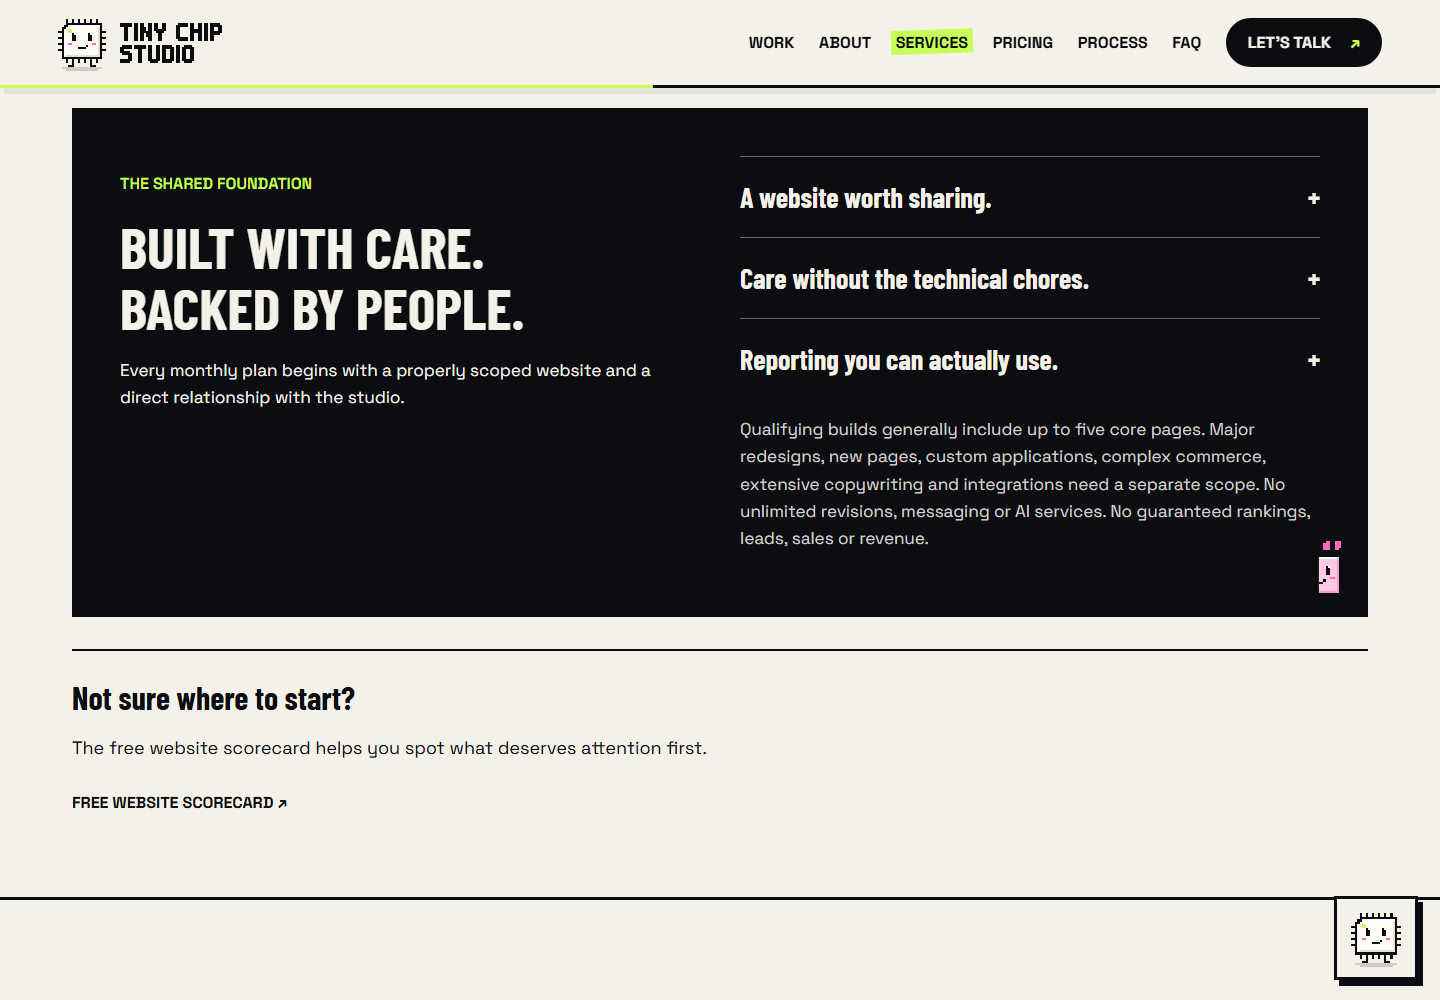 TINY CHIP
STUDIO
WORK ABOUT SERVICES PRICING PROCESS FAQ LET'S TALK ↗
THE SHARED FOUNDATION
BUILT WITH CARE.
BACKED BY PEOPLE.
Every monthly plan begins with a properly scoped website and a
direct relationship with the studio.
A website worth sharing. +
Care without the technical chores. +
Reporting you can actually use. +
Qualifying builds generally include up to five core pages. Major
redesigns, new pages, custom applications, complex commerce,
extensive copywriting and integrations need a separate scope. No
unlimited revisions, messaging or AI services. No guaranteed rankings,
leads, sales or revenue.
Not sure where to start?
The free website scorecard helps you spot what deserves attention first.
FREE WEBSITE SCORECARD ↗